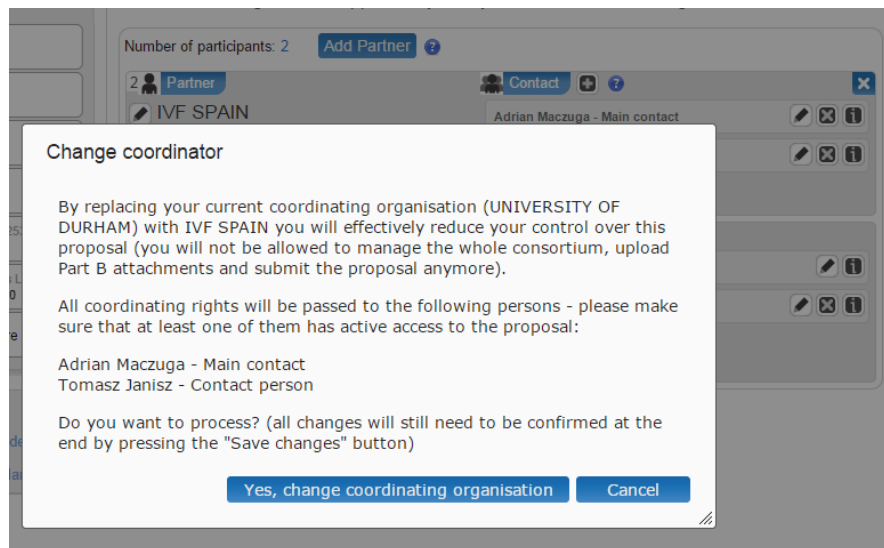 Number of participants: 2 Add Partner ?
2 Partner Contact ?
IVF SPAIN Adrian Maczuga - Main contact
Change coordinator
By replacing your current coordinating organisation (UNIVERSITY OF
DURHAM) with IVF SPAIN you will effectively reduce your control over this
proposal (you will not be allowed to manage the whole consortium, upload
Part B attachments and submit the proposal anymore).
All coordinating rights will be passed to the following persons - please make
sure that at least one of them has active access to the proposal:
Adrian Maczuga - Main contact
Tomasz Janisz - Contact person
Do you want to process? (all changes will still need to be confirmed at the
end by pressing the "Save changes" button)
Yes, change coordinating organisation Cancel